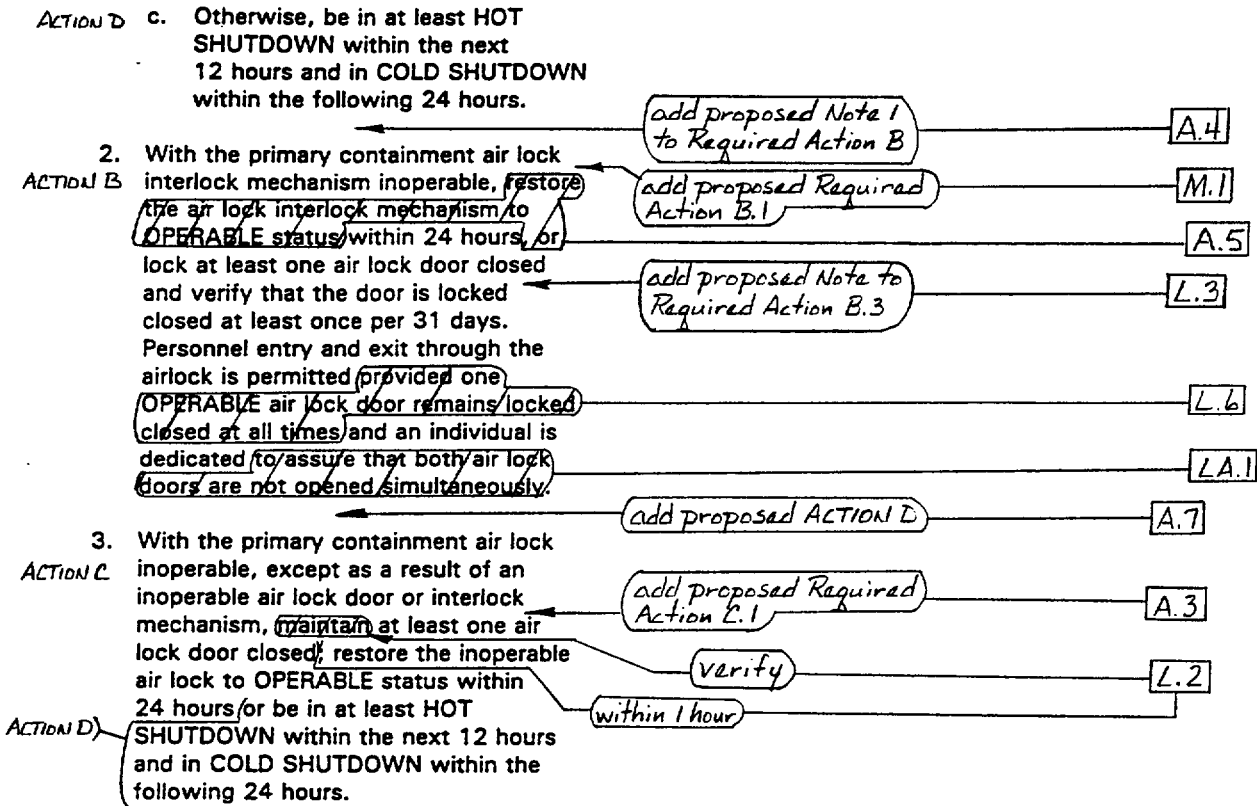 ACTION D c. Otherwise, be in at least HOT
SHUTDOWN within the next
12 hours and in COLD SHUTDOWN
within the following 24 hours.
add proposed Note 1
to Required Action B
A.4
2. With the primary containment air lock
ACTION B interlock mechanism inoperable, restore
add proposed Required
Action B.1
M.1
the air lock interlock mechanism to
OPERABLE status within 24 hours, or
A.5
lock at least one air lock door closed
and verify that the door is locked
add proposed Note to
Required Action B.3
L.3
closed at least once per 31 days.
Personnel entry and exit through the
airlock is permitted provided one
OPERABLE air lock door remains locked
L.6
closed at all times and an individual is
dedicated to assure that both air lock
LA.1
doors are not opened simultaneously.
add proposed ACTION D
A.7
3. With the primary containment air lock
ACTION C inoperable, except as a result of an
inoperable air lock door or interlock
add proposed Required
Action C.1
A.3
mechanism, maintain at least one air
lock door closed; restore the inoperable
verify
L.2
air lock to OPERABLE status within
24 hours or be in at least HOT
within 1 hour
ACTION D SHUTDOWN within the next 12 hours
and in COLD SHUTDOWN within the
following 24 hours.